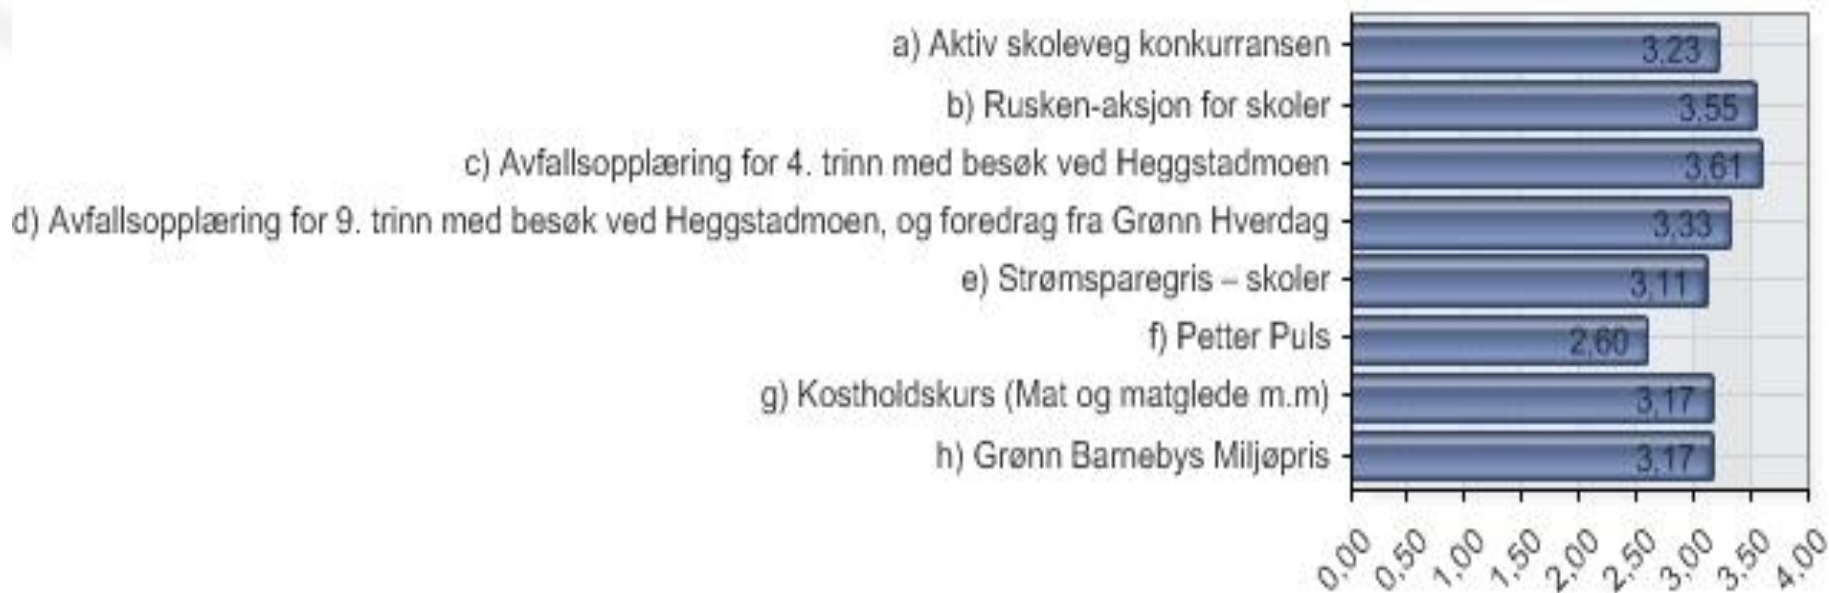 a) Aktiv skoleveg konkurransen 3,23
b) Rusken-aksjon for skoler 3,55
c) Avfallsopplæring for 4. trinn med besøk ved Heggstadmoen 3,61
d) Avfallsopplæring for 9. trinn med besøk ved Heggstadmoen, og foredrag fra Grønn Hverdag 3,33
e) Strømsparegris – skoler 3,11
f) Petter Puls 2,60
g) Kostholdskurs (Mat og matglede m.m) 3,17
h) Grønn Barnebys Miljøpris 3,17
0,00 0,50 1,00 1,50 2,00 2,50 3,00 3,50 4,00